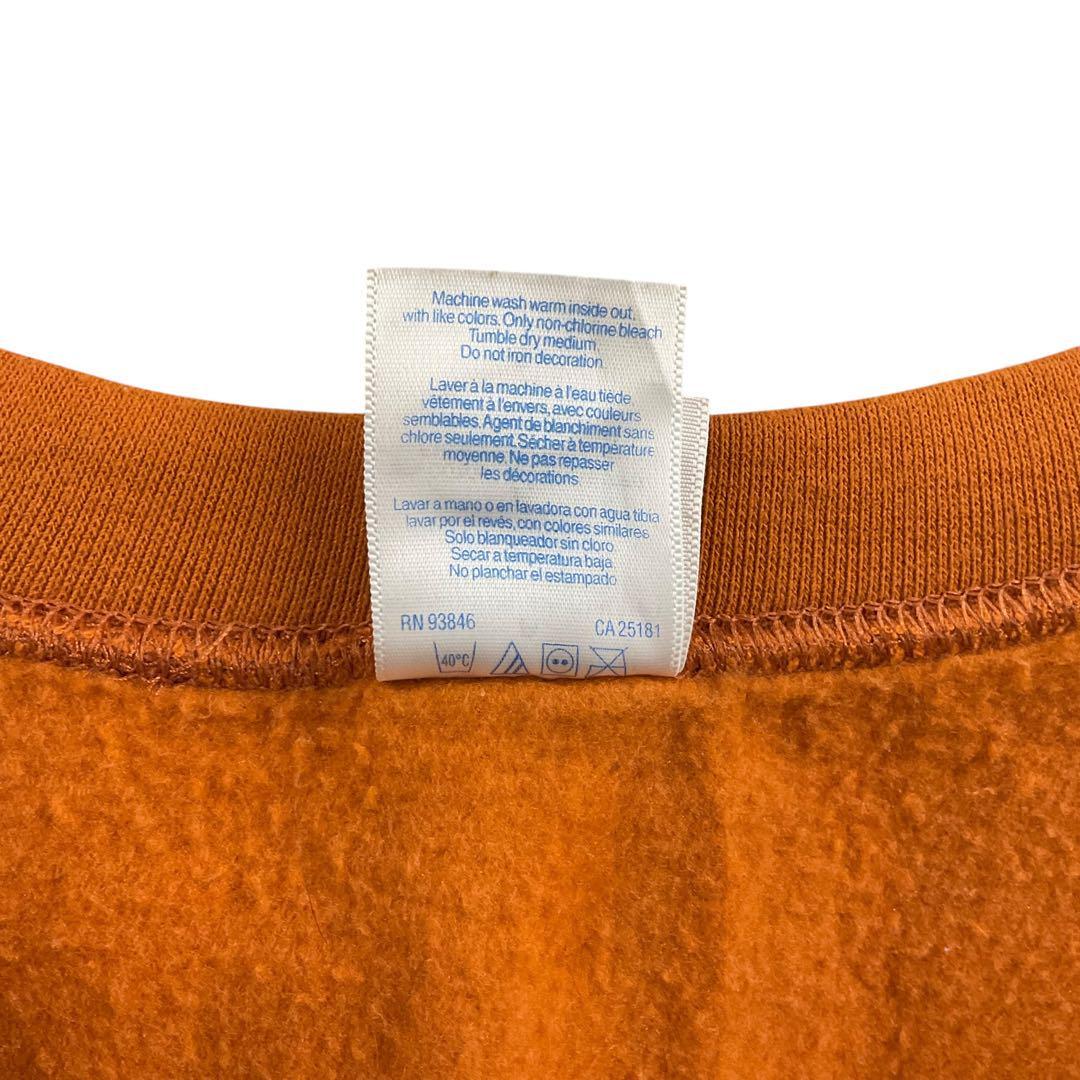 Machine wash warm inside out,
with like colors. Only non-chlorine bleach
Tumble dry medium.
Do not iron decoration.
Laver à la machine à l'eau tiède
vêtement à l'envers, avec couleurs
semblables. Agent de blanchiment sans
chlore seulement. Sécher à température
moyenne. Ne pas repasser
les décorations
Lavar a mano o en lavadora con agua tibia
lavar por el revés, con colores similares
Solo blanqueador sin cloro
Secar a temperatura baja
No planchar el estampado
RN 93846 CA 25181
40°C